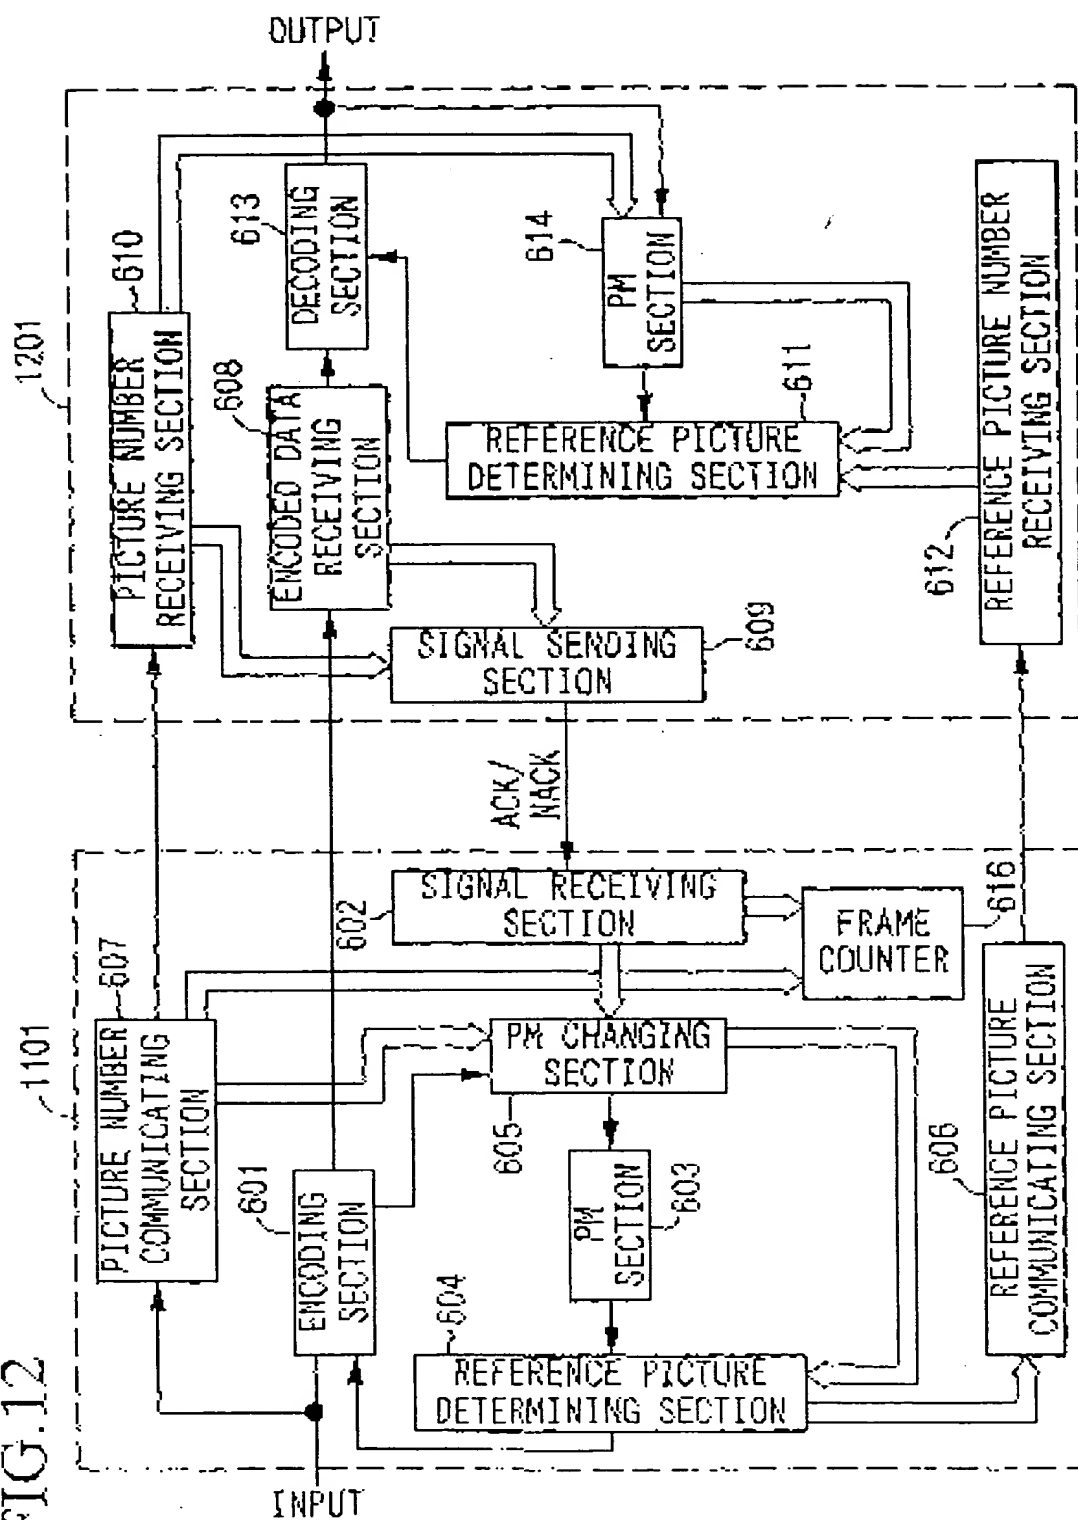 FIG.12
INPUT
1101
PICTURE NUMBER
COMMUNICATING
SECTION
607
601
ENCODING
SECTION
604
REFERENCE PICTURE
DETERMINING SECTION
PM
SECTION
603
605
PM CHANGING
SECTION
602
SIGNAL RECEIVING
SECTION
FRAME
COUNTER
616
606
REFERENCE PICTURE
COMMUNICATING SECTION
ACK/
NACK
1201
PICTURE NUMBER
RECEIVING SECTION
610
608
ENCODED DATA
RECEIVING
SECTION
SIGNAL SENDING
SECTION
609
613
DECODING
SECTION
614
PM
SECTION
611
REFERENCE PICTURE
DETERMINING SECTION
612
REFERENCE PICTURE NUMBER
RECEIVING SECTION
OUTPUT